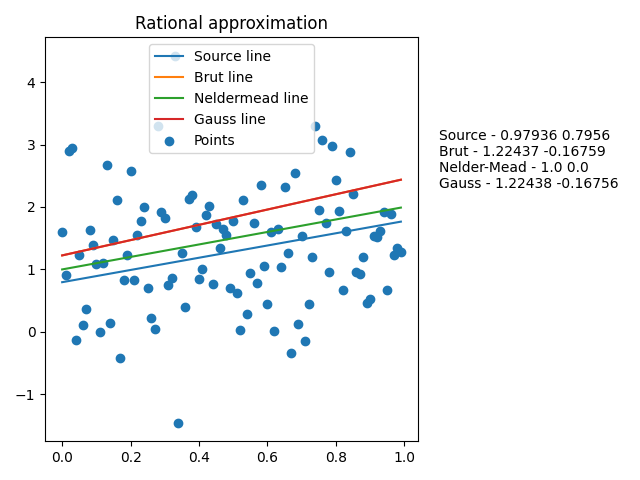 Rational approximation
Source line
Brut line
Neldermead line
Gauss line
Points
4
3
2
1
0
−1
0.0 0.2 0.4 0.6 0.8 1.0
Source - 0.97936 0.7956
Brut - 1.22437 -0.16759
Nelder-Mead - 1.0 0.0
Gauss - 1.22438 -0.16756